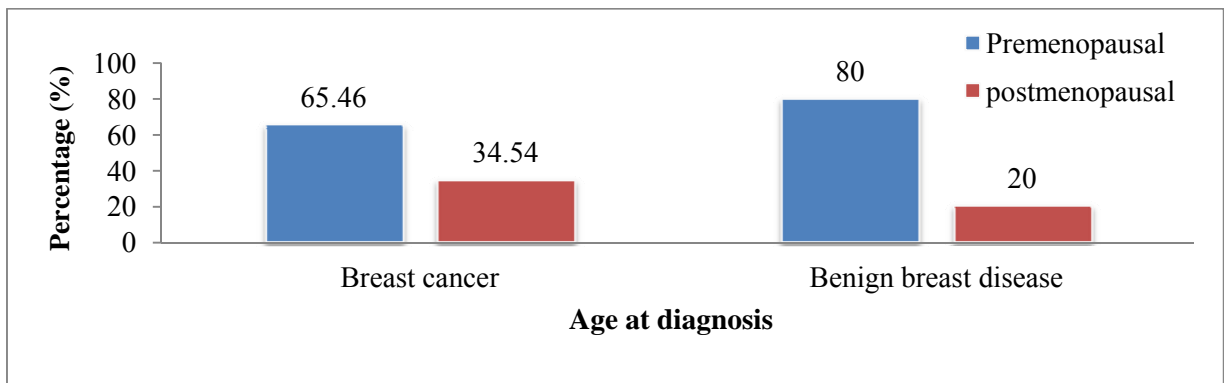 Premenopausal
postmenopausal
Percentage (%)
100
80
60
40
20
0
65.46
34.54
80
20
Breast cancer
Benign breast disease
Age at diagnosis